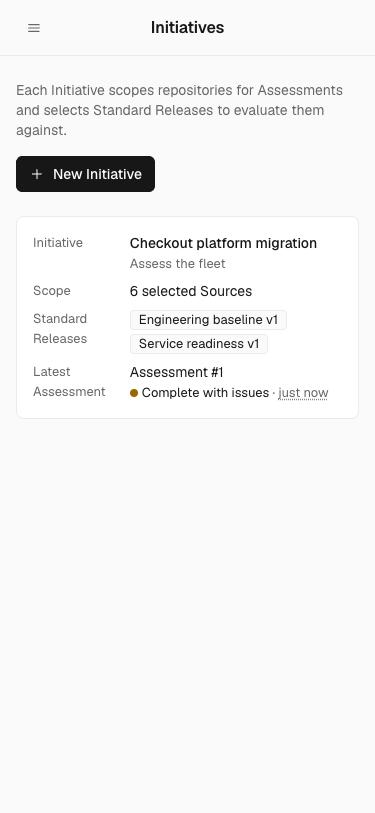 Initiatives
Each Initiative scopes repositories for Assessments
and selects Standard Releases to evaluate them
against.
New Initiative
Initiative
Checkout platform migration
Assess the fleet
Scope
6 selected Sources
Standard
Releases
Engineering baseline v1
Service readiness v1
Latest
Assessment
Assessment #1
Complete with issues · just now